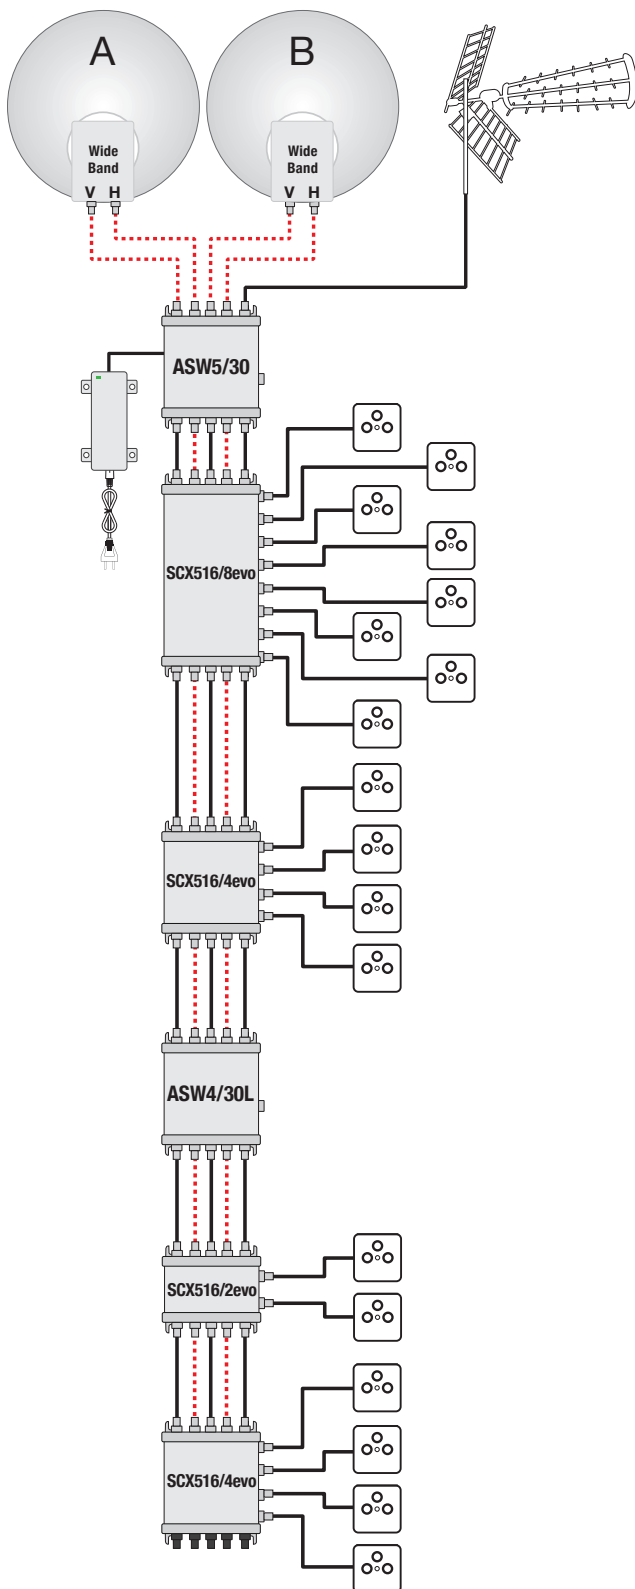 A
B
Wide
Band
V H
Wide
Band
V H
ASW5/30
SCX516/8evo
SCX516/4evo
ASW4/30L
SCX516/2evo
SCX516/4evo